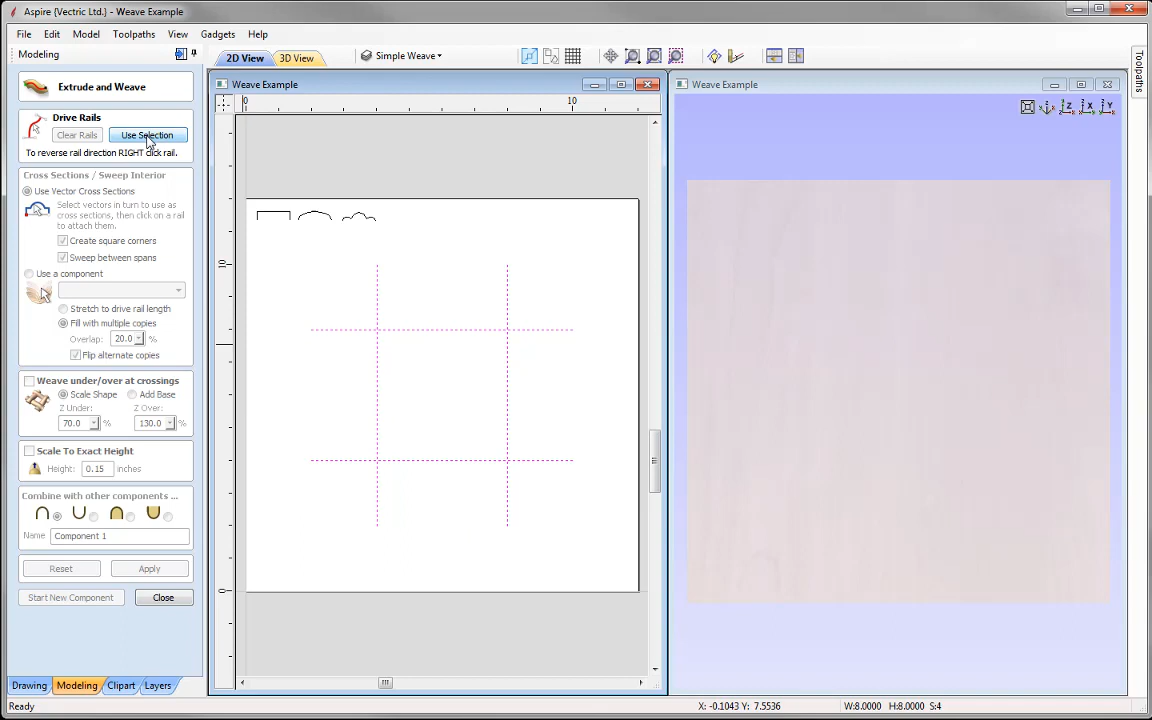 Aspire {Vectric Ltd.} - Weave Example
File Edit Model Toolpaths View Gadgets Help
Modeling
2D View 3D View Simple Weave
Toolpaths
Extrude and Weave
Weave Example
Weave Example
0 10
Drive Rails
Clear Rails Use Selection
To reverse rail direction RIGHT click rail.
Cross Sections / Sweep Interior
Use Vector Cross Sections
Select vectors in turn to use as
cross sections, then click on a rail
to attach them.
Create square corners
Sweep between spans
Use a component
Stretch to drive rail length
Fill with multiple copies
Overlap: 20.0 %
Flip alternate copies
Weave under/over at crossings
Scale Shape Add Base
Z Under: Z Over:
70.0 % 130.0 %
Scale To Exact Height
Height: 0.15 inches
Combine with other components ...
Name Component 1
Reset Apply
Start New Component Close
10
0
Z X Y
Drawing Modeling Clipart Layers
Ready
X: -0.1043 Y: 7.5536 W:8.0000 H:8.0000 S:4